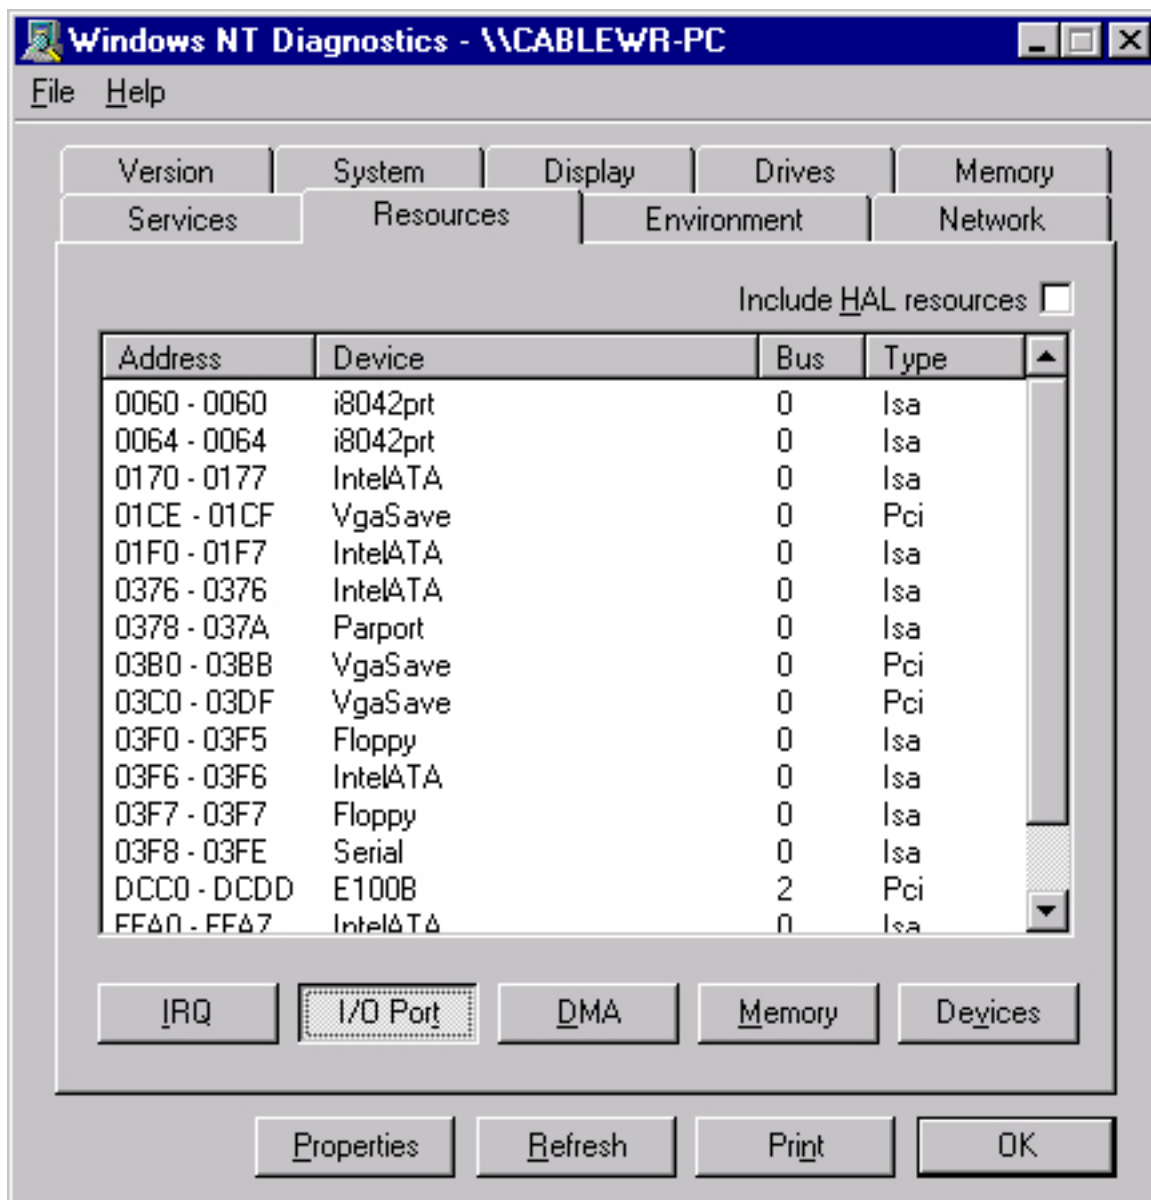 Windows NT Diagnostics - \\CABLEWR-PC
File Help
Version System Display Drives Memory
Services Resources Environment Network
Include HAL resources
Address Device Bus Type
0060 - 0060 i8042prt 0 Isa
0064 - 0064 i8042prt 0 Isa
0170 - 0177 IntelATA 0 Isa
01CE - 01CF VgaSave 0 Pci
01F0 - 01F7 IntelATA 0 Isa
0376 - 0376 IntelATA 0 Isa
0378 - 037A Parport 0 Isa
03B0 - 03BB VgaSave 0 Pci
03C0 - 03DF VgaSave 0 Pci
03F0 - 03F5 Floppy 0 Isa
03F6 - 03F6 IntelATA 0 Isa
03F7 - 03F7 Floppy 0 Isa
03F8 - 03FE Serial 0 Isa
DCC0 - DCDD E100B 2 Pci
FFA0 - FFA7 IntelATA 0 Isa
IRQ I/O Port DMA Memory Devices
Properties Refresh Print OK